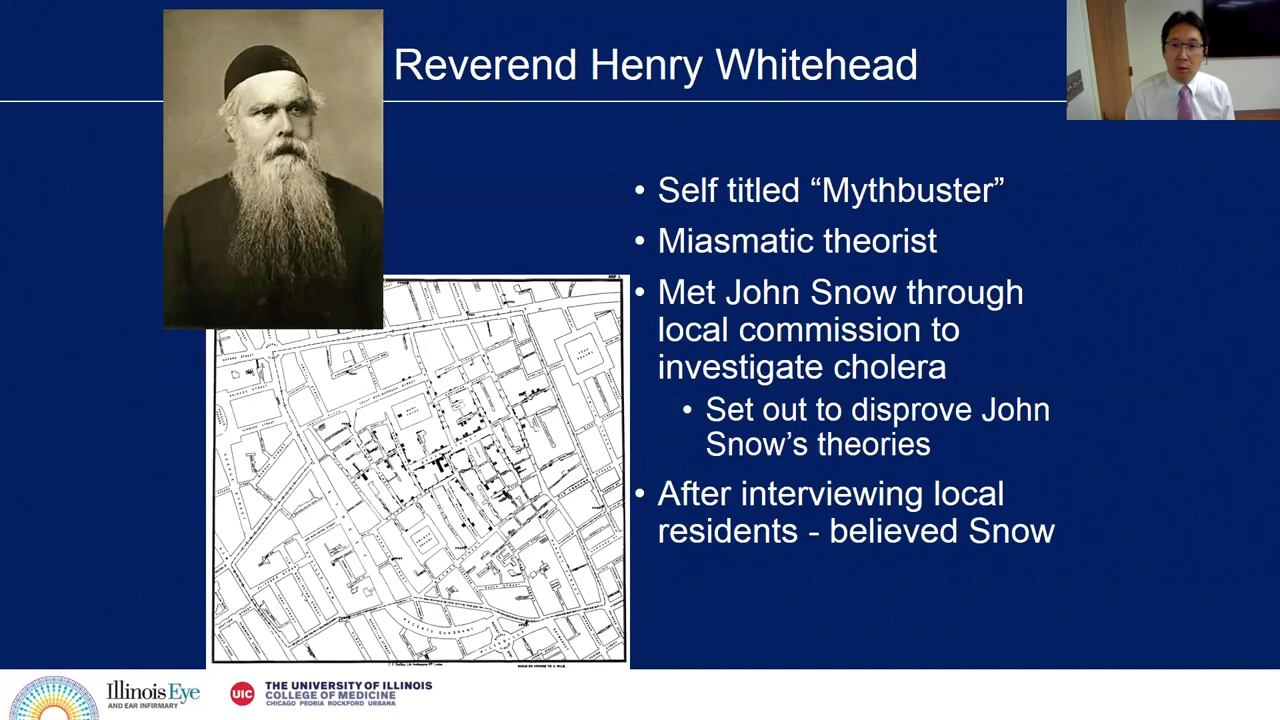 Reverend Henry Whitehead
• Self titled “Mythbuster”
• Miasmatic theorist
• Met John Snow through
local commission to
investigate cholera
• Set out to disprove John
Snow’s theories
• After interviewing local
residents - believed Snow
REGENTS QUADRANT
Illinois Eye
AND EAR INFIRMARY
UIC
THE UNIVERSITY OF ILLINOIS
COLLEGE OF MEDICINE
CHICAGO PEORIA ROCKFORD URBANA